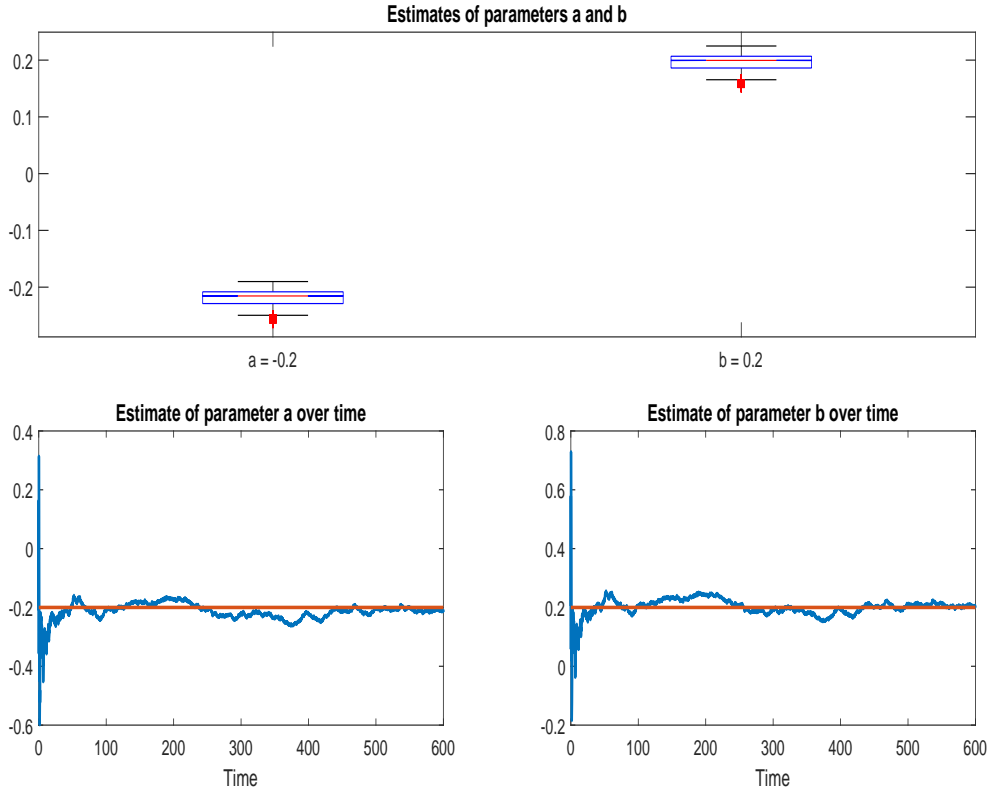 Estimates of parameters a and b
0.2
0.1
0
-0.1
-0.2
a = -0.2 b = 0.2
Estimate of parameter a over time
0.4
0.2
0
-0.2
-0.4
-0.6
0 100 200 300 400 500 600
Time
Estimate of parameter b over time
0.8
0.6
0.4
0.2
0
-0.2
0 100 200 300 400 500 600
Time